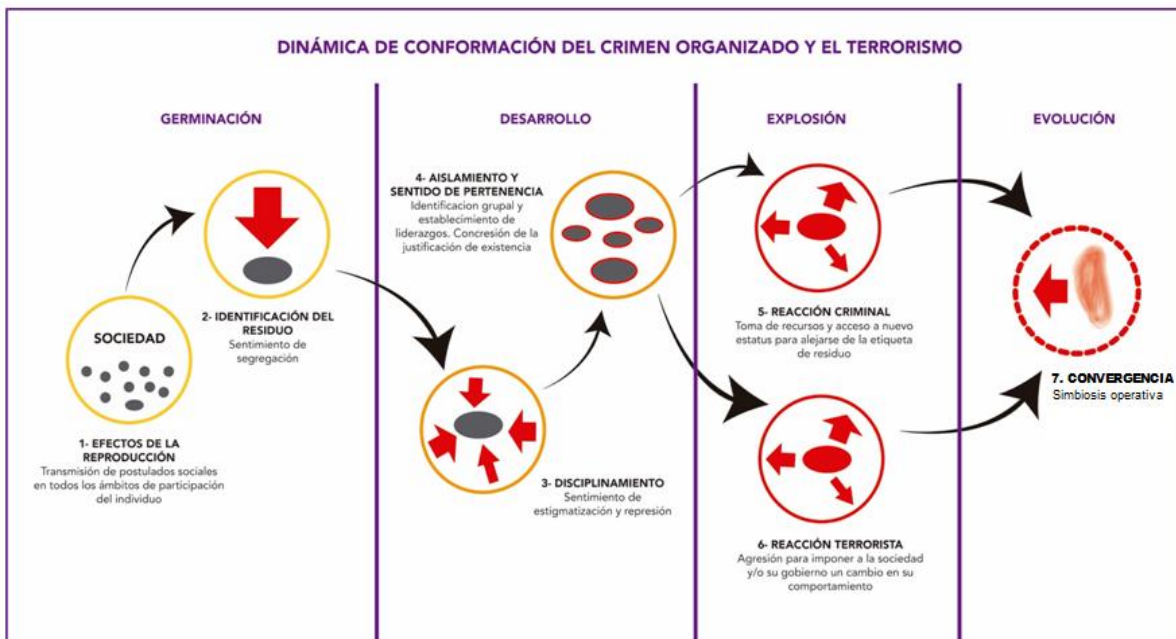 DINÁMICA DE CONFORMACIÓN DEL CRIMEN ORGANIZADO Y EL TERRORISMO
GERMINACIÓN
SOCIEDAD
1- EFECTOS DE LA
REPRODUCCIÓN
Transmisión de postulados sociales
en todos los ámbitos de participación
del individuo
2- IDENTIFICACIÓN DEL
RESIDUO
Sentimiento de
segregación
DESARROLLO
3- DISCIPLINAMIENTO
Sentimiento de
estigmatización y represión
4- AISLAMIENTO Y
SENTIDO DE PERTENENCIA
Identificacion grupal y
establecimiento de
liderazgos. Concresión de la
justificación de existencia
EXPLOSIÓN
5- REACCIÓN CRIMINAL
Toma de recursos y acceso a nuevo
estatus para alejarse de la etiqueta
de residuo
6- REACCIÓN TERRORISTA
Agresión para imponer a la sociedad
y/o su gobierno un cambio en su
comportamiento
EVOLUCIÓN
7. CONVERGENCIA
Simbiosis operativa